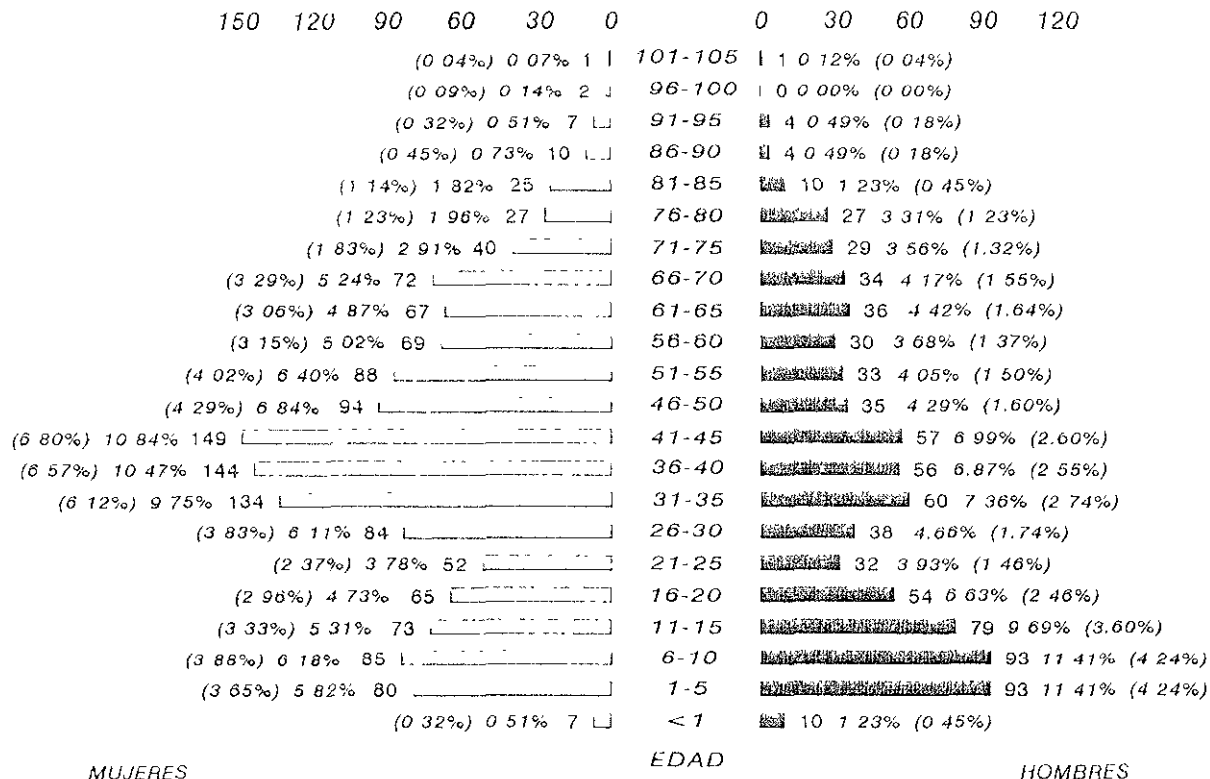 150 120 90 60 30 0 0 30 60 90 120
(0 04%) 0 07% 1 101-105 1 0 12% (0 04%)
(0 09%) 0 14% 2 96-100 0 0 00% (0 00%)
(0 32%) 0 51% 7 91-95 4 0 49% (0 18%)
(0 45%) 0 73% 10 86-90 4 0 49% (0 18%)
(1 14%) 1 82% 25 81-85 10 1 23% (0 45%)
(1 23%) 1 96% 27 76-80 27 3 31% (1 23%)
(1 83%) 2 91% 40 71-75 29 3 56% (1.32%)
(3 29%) 5 24% 72 66-70 34 4 17% (1 55%)
(3 06%) 4 87% 67 61-65 36 4 42% (1.64%)
(3 15%) 5 02% 69 56-60 30 3 68% (1 37%)
(4 02%) 6 40% 88 51-55 33 4 05% (1 50%)
(4 29%) 6 84% 94 46-50 35 4 29% (1.60%)
(6 80%) 10 84% 149 41-45 57 6 99% (2.60%)
(6 57%) 10 47% 144 36-40 56 6.87% (2 55%)
(6 12%) 9 75% 134 31-35 60 7 36% (2 74%)
(3 83%) 6 11% 84 26-30 38 4.66% (1.74%)
(2 37%) 3 78% 52 21-25 32 3 93% (1 46%)
(2 96%) 4 73% 65 16-20 54 6 63% (2 46%)
(3 33%) 5 31% 73 11-15 79 9 69% (3.60%)
(3 88%) 6 18% 85 6-10 93 11 41% (4 24%)
(3 65%) 5 82% 80 1-5 93 11 41% (4 24%)
(0 32%) 0 51% 7 <1 10 1 23% (0 45%)
MUJERES EDAD HOMBRES